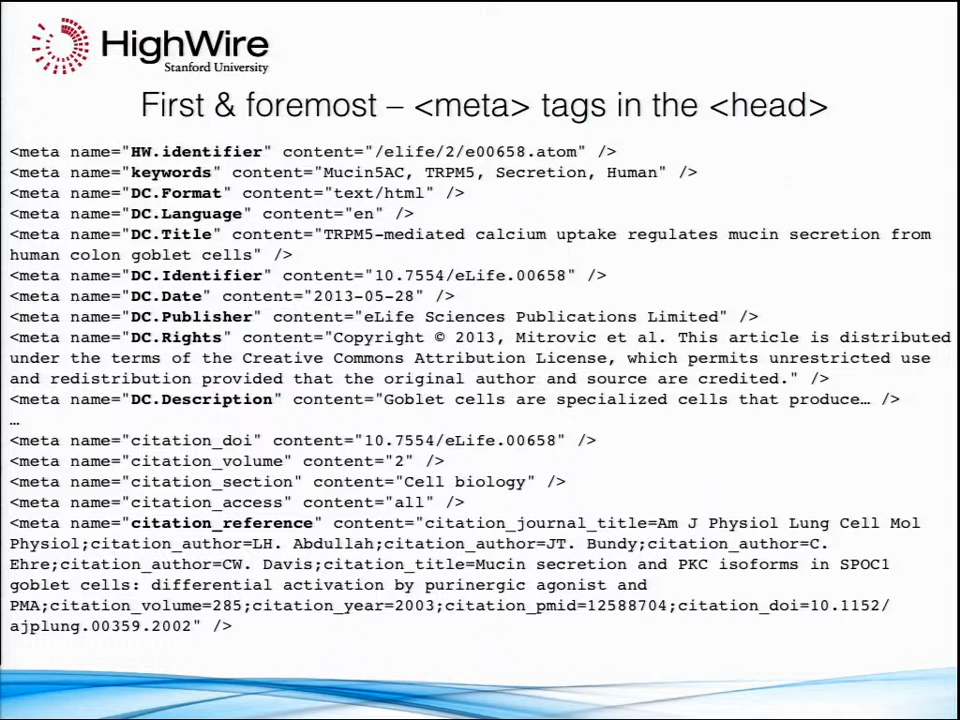 HighWire
Stanford University
First & foremost – <meta> tags in the <head>
<meta name="HW.identifier" content="/elife/2/e00658.atom" />
<meta name="keywords" content="Mucin5AC, TRPM5, Secretion, Human" />
<meta name="DC.Format" content="text/html" />
<meta name="DC.Language" content="en" />
<meta name="DC.Title" content="TRPM5-mediated calcium uptake regulates mucin secretion from
human colon goblet cells" />
<meta name="DC.Identifier" content="10.7554/eLife.00658" />
<meta name="DC.Date" content="2013-05-28" />
<meta name="DC.Publisher" content="eLife Sciences Publications Limited" />
<meta name="DC.Rights" content="Copyright © 2013, Mitrovic et al. This article is distributed
under the terms of the Creative Commons Attribution License, which permits unrestricted use
and redistribution provided that the original author and source are credited." />
<meta name="DC.Description" content="Goblet cells are specialized cells that produce… />
…
<meta name="citation_doi" content="10.7554/eLife.00658" />
<meta name="citation_volume" content="2" />
<meta name="citation_section" content="Cell biology" />
<meta name="citation_access" content="all" />
<meta name="citation_reference" content="citation_journal_title=Am J Physiol Lung Cell Mol
Physiol;citation_author=LH. Abdullah;citation_author=JT. Bundy;citation_author=C.
Ehre;citation_author=CW. Davis;citation_title=Mucin secretion and PKC isoforms in SPOC1
goblet cells: differential activation by purinergic agonist and
PMA;citation_volume=285;citation_year=2003;citation_pmid=12588704;citation_doi=10.1152/
ajplung.00359.2002" />